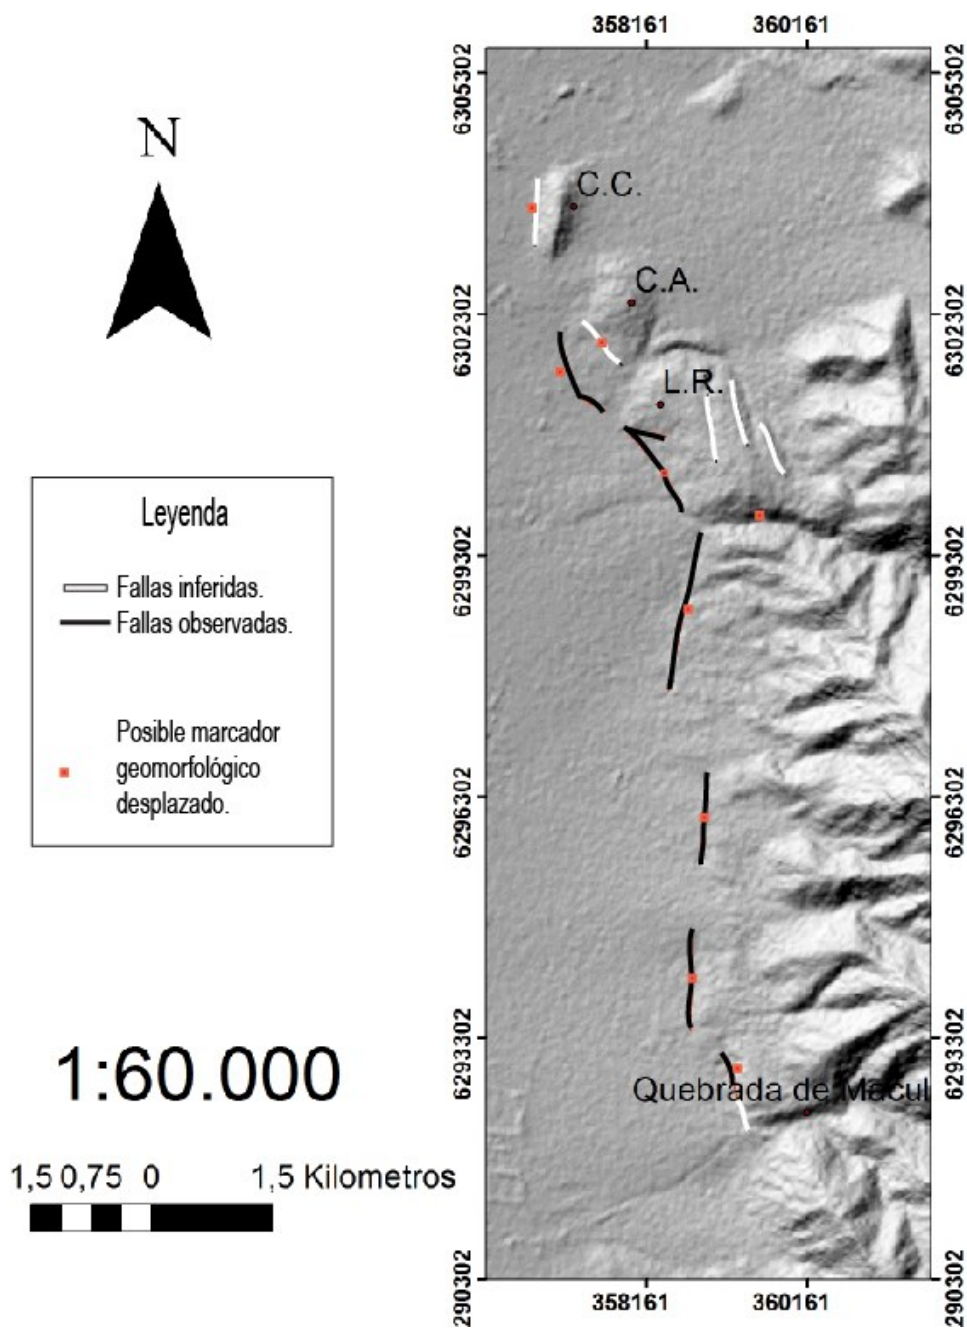 358161 360161
6305302
6305302
N
C.C.
C.A.
6302302
6302302
L.R.
Leyenda
Fallas inferidas.
Fallas observadas.
6299302
6299302
Posible marcador
geomorfológico
desplazado.
6296302
6296302
6293302
6293302
1:60.000
Quebrada de Macul
1,5 0,75 0 1,5 Kilometros
290302
290302
358161 360161